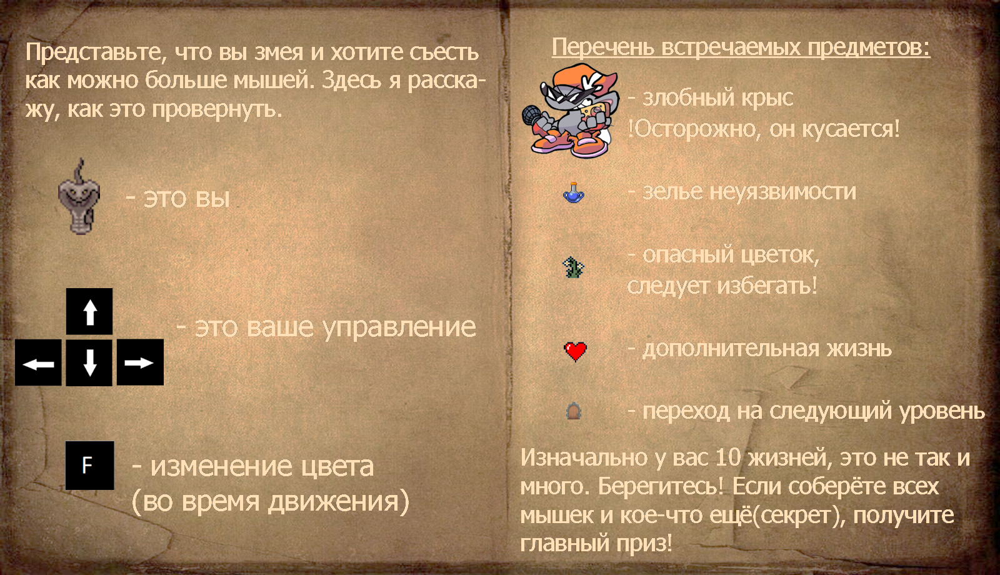 Представьте, что вы змея и хотите съесть
как можно больше мышей. Здесь я расска-
жу, как это провернуть.
- это вы
- это ваше управление
F
- изменение цвета
(во время движения)
Перечень встречаемых предметов:
- злобный крыс
!Осторожно, он кусается!
- зелье неуязвимости
- опасный цветок,
следует избегать!
- дополнительная жизнь
- переход на следующий уровень
Изначально у вас 10 жизней, это не так и
много. Берегитесь! Если соберёте всех
мышек и кое-что ещё(секрет), получите
главный приз!